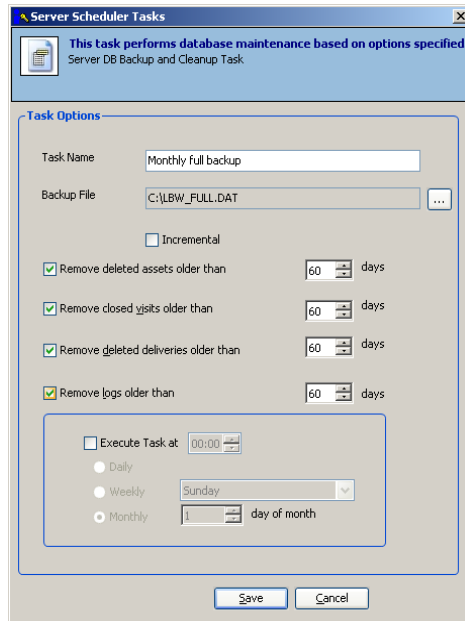 Server Scheduler Tasks
This task performs database maintenance based on options specified
Server DB Backup and Cleanup Task
Task Options
Task Name Monthly full backup
Backup File C:\LBW_FULL.DAT ...
Incremental
Remove deleted assets older than 60 days
Remove closed visits older than 60 days
Remove deleted deliveries older than 60 days
Remove logs older than 60 days
Execute Task at 00:00
Daily
Weekly Sunday
Monthly 1 day of month
Save Cancel